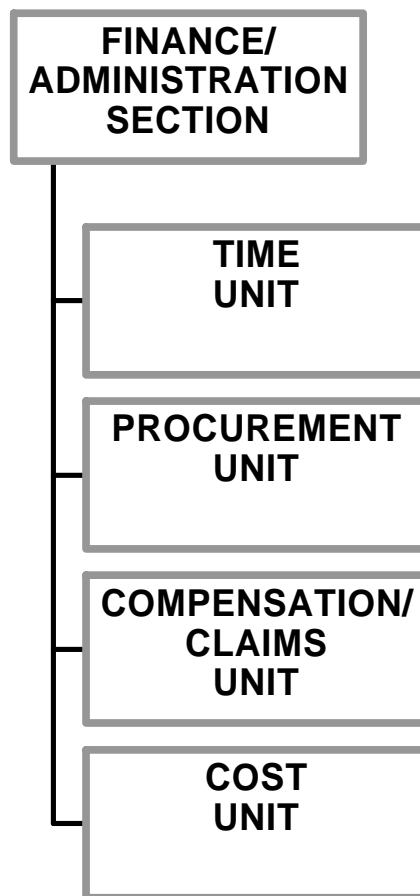 FINANCE/
ADMINISTRATION
SECTION
TIME
UNIT
PROCUREMENT
UNIT
COMPENSATION/
CLAIMS
UNIT
COST
UNIT